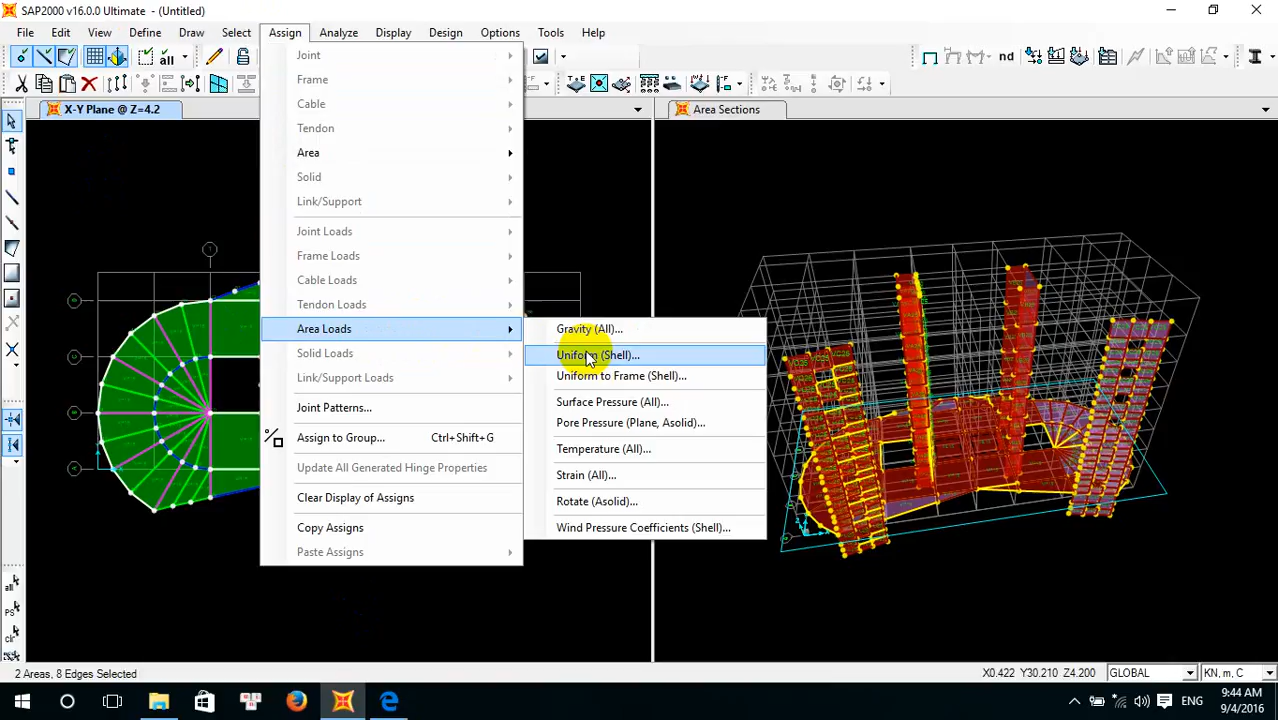 SAP2000 v16.0.0 Ultimate - (Untitled)
File Edit View Define Draw Select Assign Analyze Display Design Options Tools Help
all
nd
X-Y Plane @ Z=4.2
Area Sections
Joint
Frame
Cable
Tendon
Area
Solid
Link/Support
Joint Loads
Frame Loads
Cable Loads
Tendon Loads
Area Loads
Solid Loads
Link/Support Loads
Joint Patterns...
Assign to Group... Ctrl+Shift+G
Update All Generated Hinge Properties
Clear Display of Assigns
Copy Assigns
Paste Assigns
Gravity (All)...
Uniform (Shell)...
Uniform to Frame (Shell)...
Surface Pressure (All)...
Pore Pressure (Plane, Asolid)...
Temperature (All)...
Strain (All)...
Rotate (Asolid)...
Wind Pressure Coefficients (Shell)...
all
PS
clr
2 Areas, 8 Edges Selected
X0.422 Y30.210 Z4.200
GLOBAL
KN, m, C
ENG
9:44 AM
9/4/2016